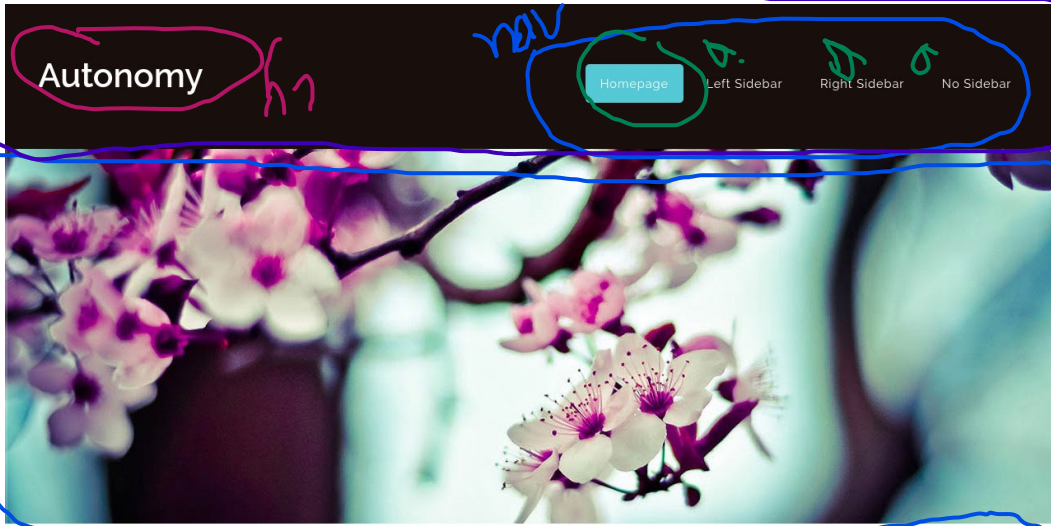 nav
Autonomy
h1
Homepage
Left Sidebar
Right Sidebar
No Sidebar
a